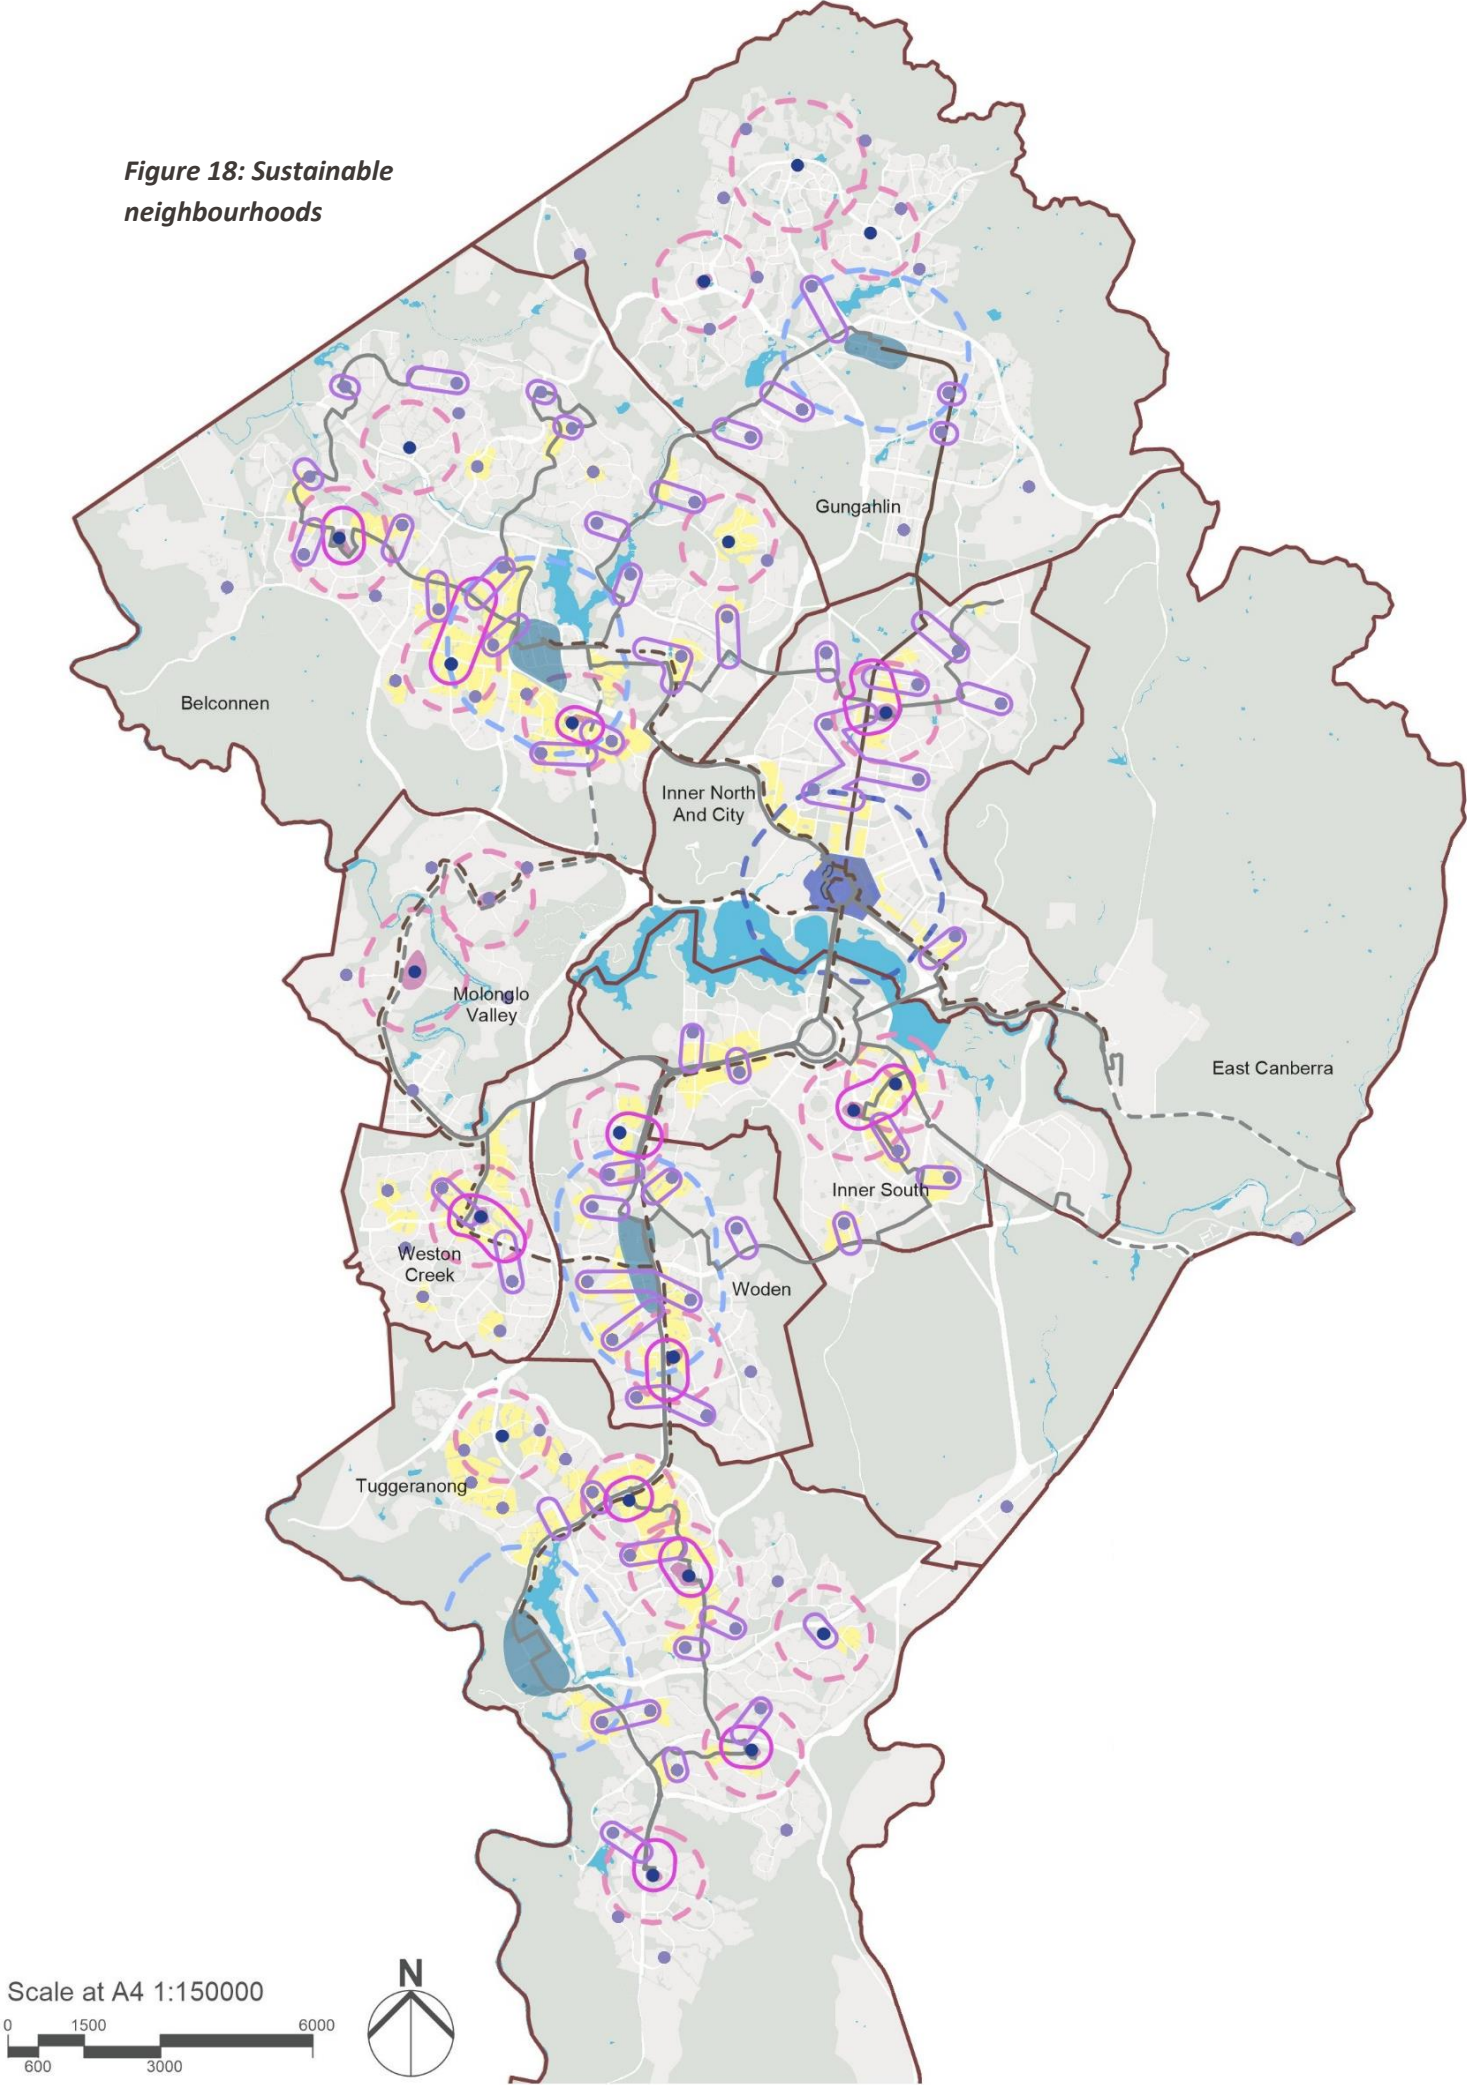 Figure 18: Sustainable
neighbourhoods
Gungahlin
Belconnen
Inner North
And City
Molonglo
Valley
East Canberra
Inner South
Weston
Creek
Woden
Tuggeranong
Scale at A4 1:150000
0 1500 6000
600 3000
N